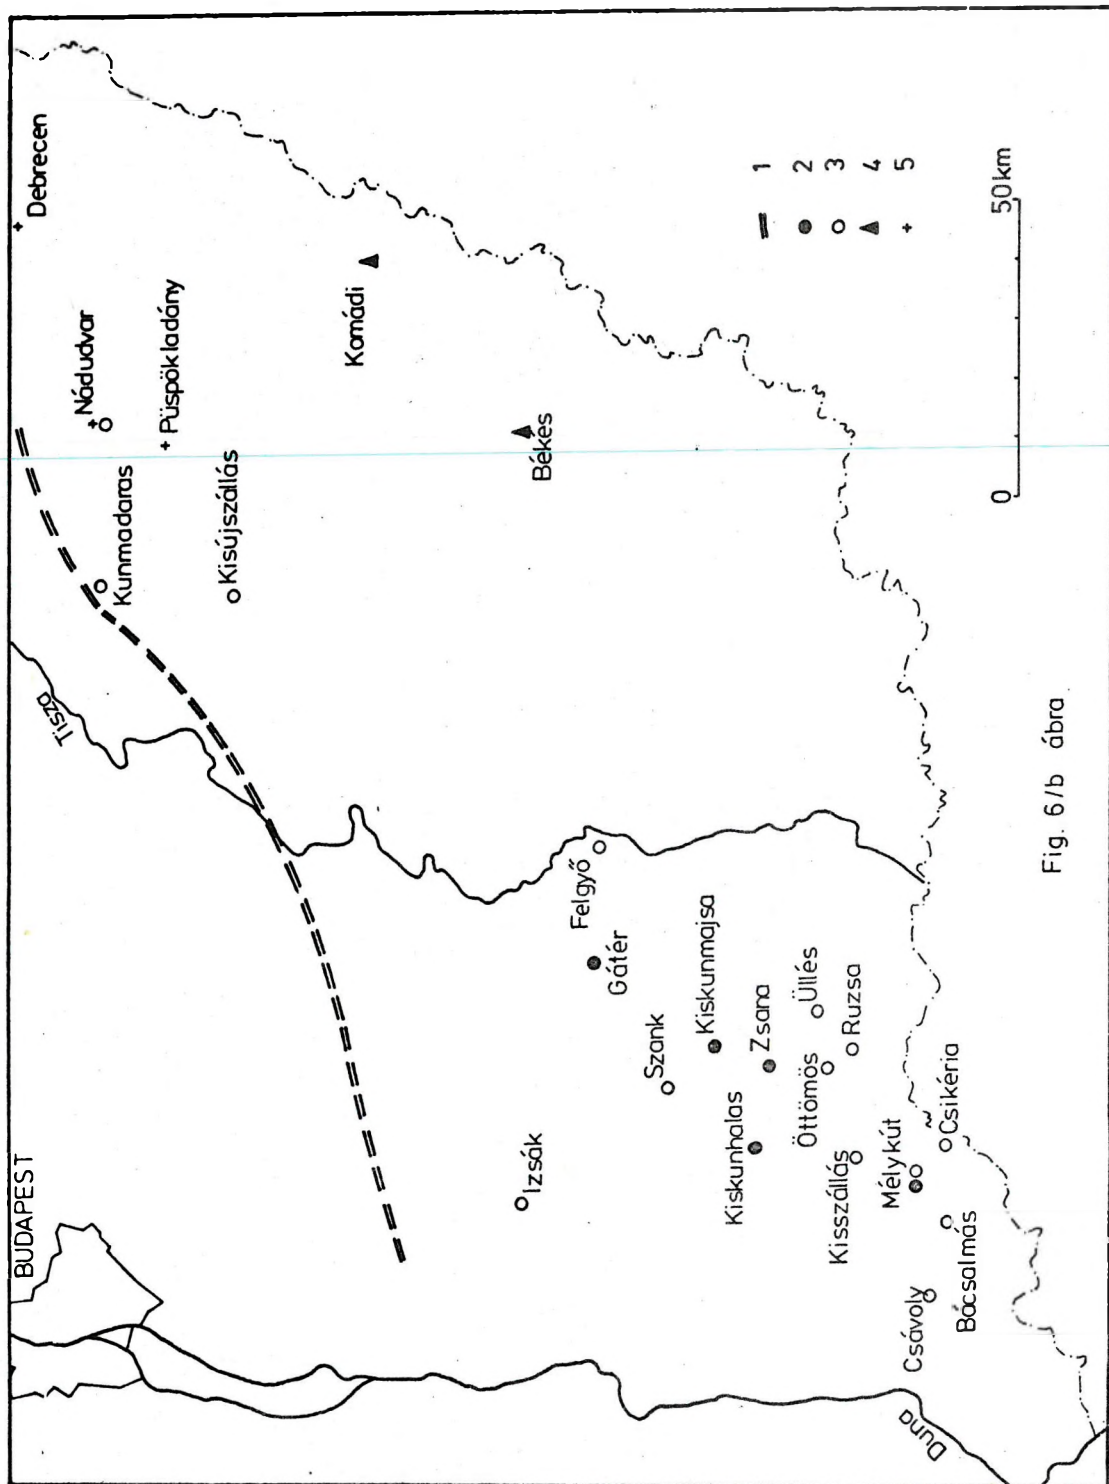 BUDAPEST
Debrecen
Nádudvar
Püspökladány
Kunmadaras
Kisújszállás
Tisza
Komádi
Békés
Izsák
Felgyő
Gátér
Szank
Kiskunmajsa
Zsana
Kiskunhalas
Üllés
Öttömös
Ruzsa
Kisszállás
Mélykút
Csikéria
Csávoly
Bácsalmás
Duna
1
2
3
4
5
0 50km
Fig. 6/b ábra